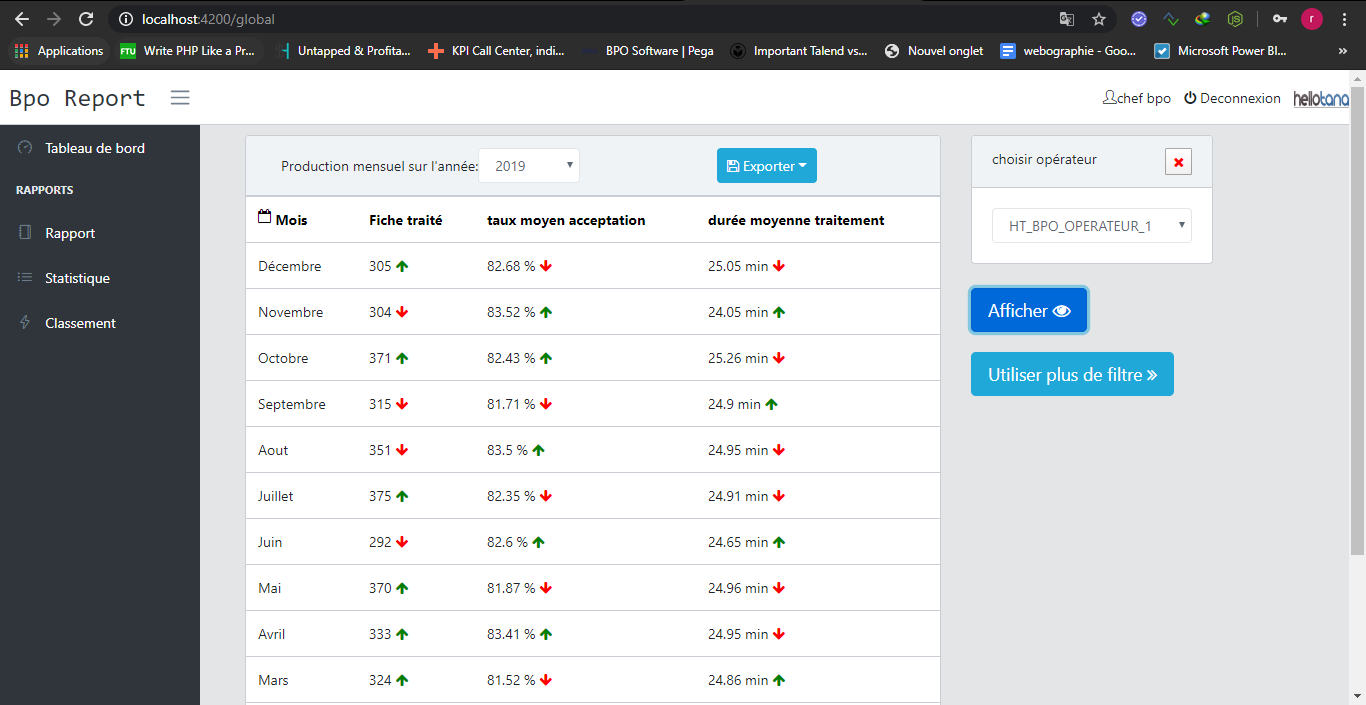 localhost:4200/global
Applications Write PHP Like a Pr... Untapped & Profita... KPI Call Center, indi... BPO Software | Pega Important Talend vs... Nouvel onglet webographie - Goo... Microsoft Power BI... »
Bpo Report chef bpo Deconnexion hellotana
Tableau de bord
RAPPORTS
Rapport
Statistique
Classement
Production mensuel sur l'année: 2019 Exporter
Mois Fiche traité taux moyen acceptation durée moyenne traitement
Décembre 305 82.68 % 25.05 min
Novembre 304 83.52 % 24.05 min
Octobre 371 82.43 % 25.26 min
Septembre 315 81.71 % 24.9 min
Aout 351 83.5 % 24.95 min
Juillet 375 82.35 % 24.91 min
Juin 292 82.6 % 24.65 min
Mai 370 81.87 % 24.96 min
Avril 333 83.41 % 24.95 min
Mars 324 81.52 % 24.86 min
choisir opérateur
HT_BPO_OPERATEUR_1
Afficher
Utiliser plus de filtre »
FTU
r